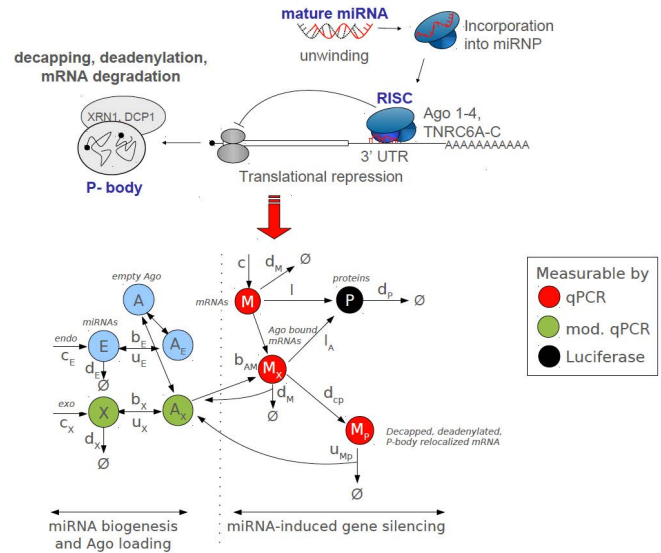 mature miRNA
unwinding
Incorporation
into miRNP
decapping, deadenylation,
mRNA degradation
XRN1, DCP1
P- body
RISC
Ago 1-4,
TNRC6A-C
3' UTR
AAAAAAAAAAA
Translational repression
empty Ago
A
miRNAs
endo
c_E
E
b_E
u_E
A_E
d_E
Ø
exo
c_X
X
b_X
u_X
A_X
d_X
Ø
c
d_M
Ø
mRNAs
M
l
proteins
P
d_P
Ø
Ago bound
mRNAs
l_A
b_AM
M_X
d_M
Ø
d_cp
M_P
Decapped, deadenylated,
P-body relocalized mRNA
u_Mp
Ø
Measurable by
qPCR
mod. qPCR
Luciferase
miRNA biogenesis
and Ago loading
miRNA-induced gene silencing